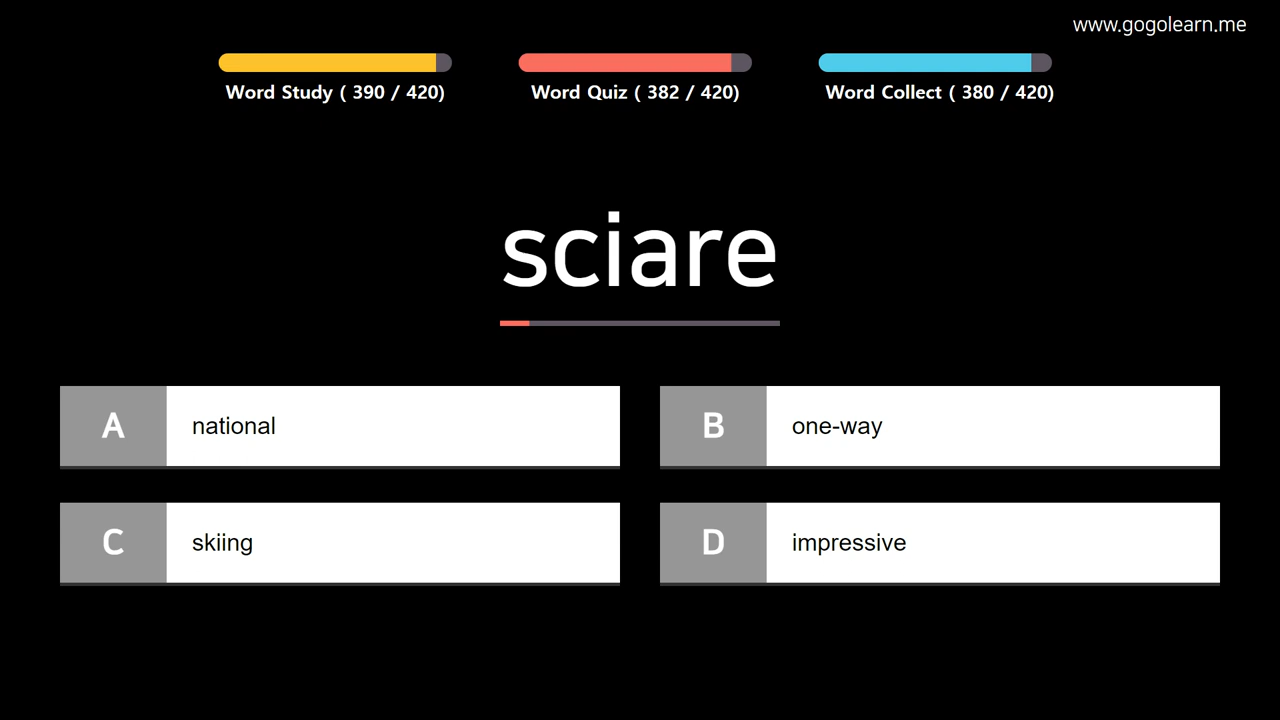 www.gogolearn.me
Word Study ( 390 / 420)
Word Quiz ( 382 / 420)
Word Collect ( 380 / 420)
sciare
A national
B one-way
C skiing
D impressive